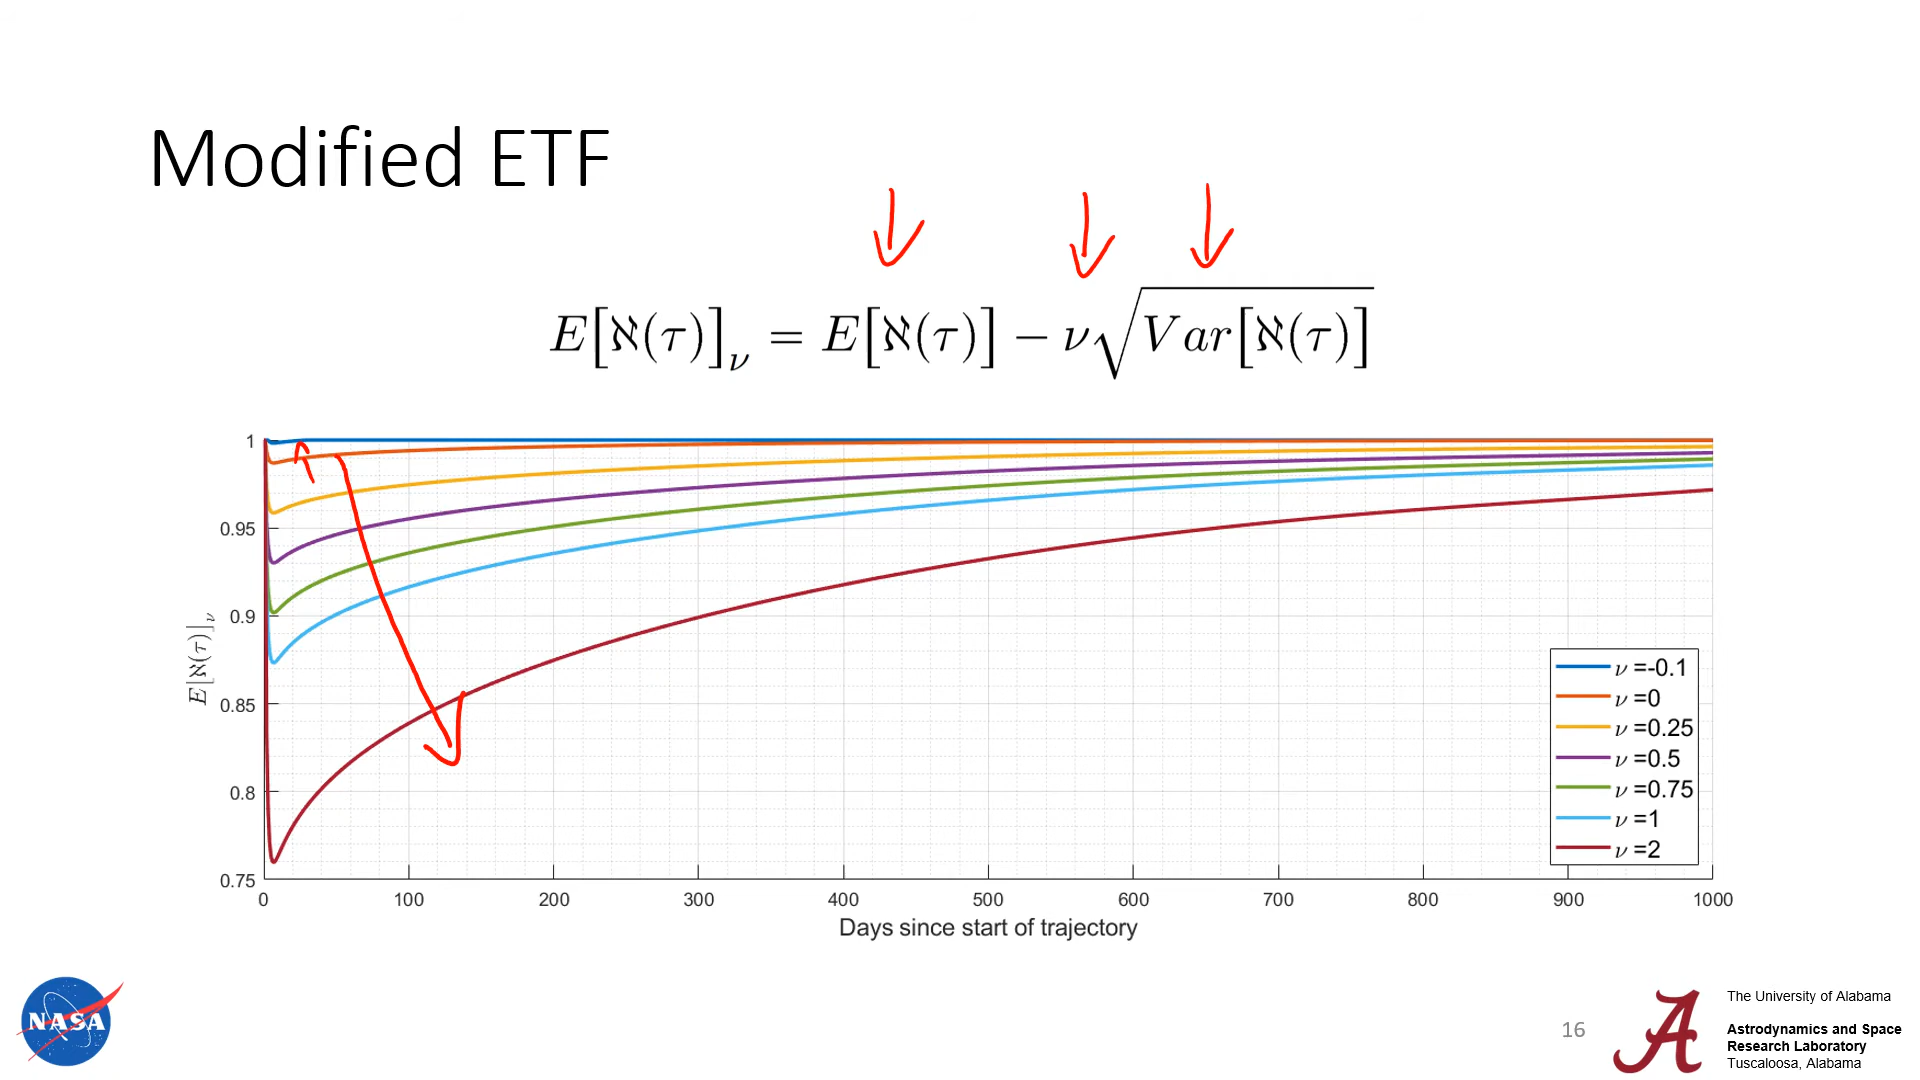 Modified ETF
E[ℵ(τ)]_ν = E[ℵ(τ)] − ν√Var[ℵ(τ)]
1
0.95
0.9
0.85
0.8
0.75
E[ℵ(τ)]_ν
ν =-0.1
ν =0
ν =0.25
ν =0.5
ν =0.75
ν =1
ν =2
0 100 200 300 400 500 600 700 800 900 1000
Days since start of trajectory
NASA
16
A
The University of Alabama
Astrodynamics and Space
Research Laboratory
Tuscaloosa, Alabama